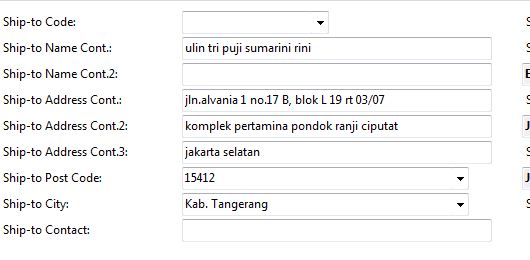 Ship-to Code:
Ship-to Name Cont.: ulin tri puji sumarini rini
Ship-to Name Cont.2:
Ship-to Address Cont.: jln.alvania 1 no.17 B, blok L 19 rt 03/07
Ship-to Address Cont.2: komplek pertamina pondok ranji ciputat
Ship-to Address Cont.3: jakarta selatan
Ship-to Post Code: 15412
Ship-to City: Kab. Tangerang
Ship-to Contact: